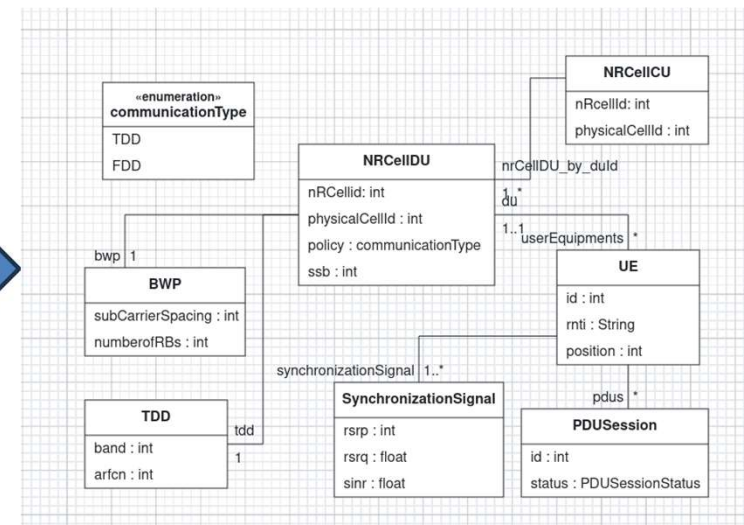 «enumeration»
communicationType
TDD
FDD
NRCellCU
nRcellId: int
physicalCellId : int
NRCellDU
nRCellid: int
physicalCellId : int
policy : communicationType
ssb : int
nrCellDU_by_duId
1..*
du
1..1
userEquipments
*
bwp
1
BWP
subCarrierSpacing : int
numberofRBs : int
UE
id : int
rnti : String
position : int
synchronizationSignal
1..*
SynchronizationSignal
rsrp : int
rsrq : float
sinr : float
pdus
*
PDUSession
id : int
status : PDUSessionStatus
TDD
band : int
arfcn : int
tdd
1